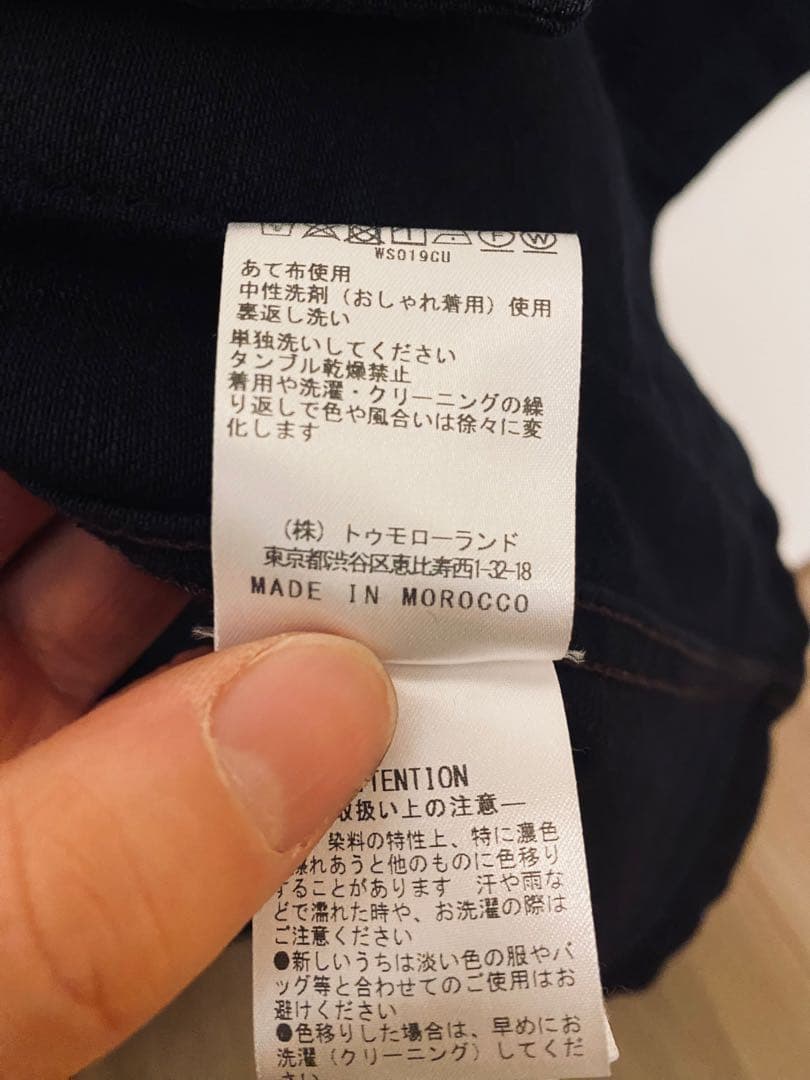 WS019CU
あて布使用
中性洗剤（おしゃれ着用）使用
裏返し洗い
単独洗いしてください
タンブル乾燥禁止
着用や洗濯・クリーニングの繰
り返しで色や風合いは徐々に変
化します
（株）トゥモローランド
東京都渋谷区恵比寿西1-32-18
MADE IN MOROCCO
TENTION
取扱い上の注意―
染料の特性上、特に濃色
れあうと他のものに色移り
することがあります　汗や雨な
どで濡れた時や、お洗濯の際は
ご注意ください
●新しいうちは淡い色の服やバ
ッグ等と合わせてのご使用はお
避けください
●色移りした場合は、早めにお
洗濯（クリーニング）してくだ
さい